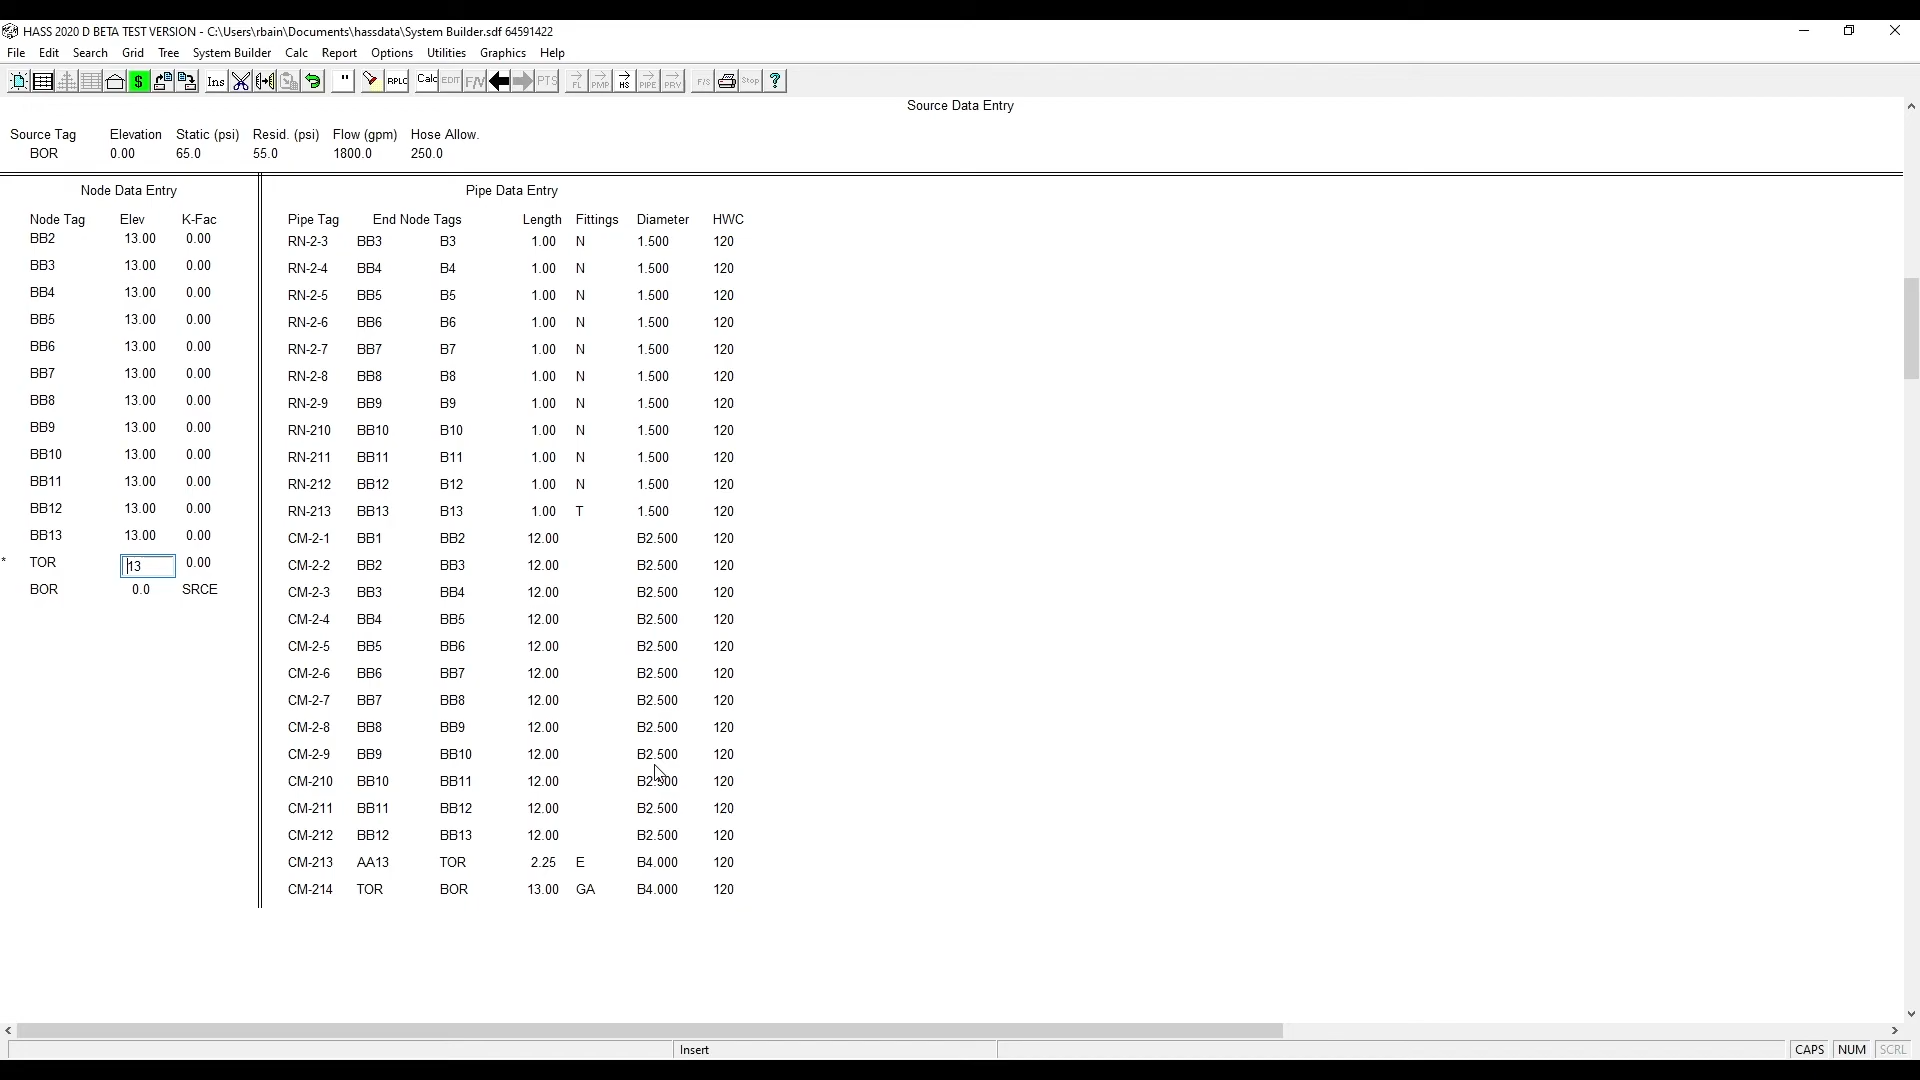 HASS 2020 D BETA TEST VERSION - C:\Users\rbain\Documents\hassdata\System Builder.sdf 64591422
File Edit Search Grid Tree System Builder Calc Report Options Utilities Graphics Help
$ Ins " RPLC Calc EDIT F/V PTS FL PMP HS PIPE PRV F/S Stop ?
Source Data Entry
Source Tag Elevation Static (psi) Resid. (psi) Flow (gpm) Hose Allow.
BOR 0.00 65.0 55.0 1800.0 250.0
Node Data Entry
Node Tag Elev K-Fac
BB2 13.00 0.00
BB3 13.00 0.00
BB4 13.00 0.00
BB5 13.00 0.00
BB6 13.00 0.00
BB7 13.00 0.00
BB8 13.00 0.00
BB9 13.00 0.00
BB10 13.00 0.00
BB11 13.00 0.00
BB12 13.00 0.00
BB13 13.00 0.00
* TOR 13 0.00
BOR 0.0 SRCE
Pipe Data Entry
Pipe Tag End Node Tags Length Fittings Diameter HWC
RN-2-3 BB3 B3 1.00 N 1.500 120
RN-2-4 BB4 B4 1.00 N 1.500 120
RN-2-5 BB5 B5 1.00 N 1.500 120
RN-2-6 BB6 B6 1.00 N 1.500 120
RN-2-7 BB7 B7 1.00 N 1.500 120
RN-2-8 BB8 B8 1.00 N 1.500 120
RN-2-9 BB9 B9 1.00 N 1.500 120
RN-210 BB10 B10 1.00 N 1.500 120
RN-211 BB11 B11 1.00 N 1.500 120
RN-212 BB12 B12 1.00 N 1.500 120
RN-213 BB13 B13 1.00 T 1.500 120
CM-2-1 BB1 BB2 12.00 B2.500 120
CM-2-2 BB2 BB3 12.00 B2.500 120
CM-2-3 BB3 BB4 12.00 B2.500 120
CM-2-4 BB4 BB5 12.00 B2.500 120
CM-2-5 BB5 BB6 12.00 B2.500 120
CM-2-6 BB6 BB7 12.00 B2.500 120
CM-2-7 BB7 BB8 12.00 B2.500 120
CM-2-8 BB8 BB9 12.00 B2.500 120
CM-2-9 BB9 BB10 12.00 B2.500 120
CM-210 BB10 BB11 12.00 B2.500 120
CM-211 BB11 BB12 12.00 B2.500 120
CM-212 BB12 BB13 12.00 B2.500 120
CM-213 AA13 TOR 2.25 E B4.000 120
CM-214 TOR BOR 13.00 GA B4.000 120
Insert CAPS NUM SCRL